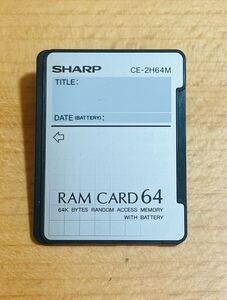 SHARP CE-2H64M
TITLE:
DATE (BATTERY):
RAM CARD 64
64K BYTES RANDOM ACCESS MEMORY
WITH BATTERY